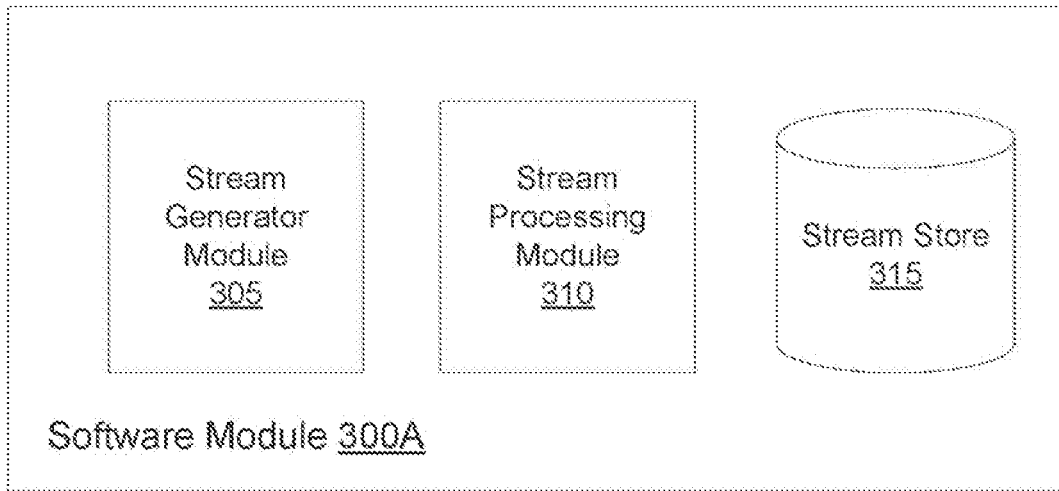 Stream
Generator
Module
305
Stream
Processing
Module
310
Stream Store
315
Software Module 300A